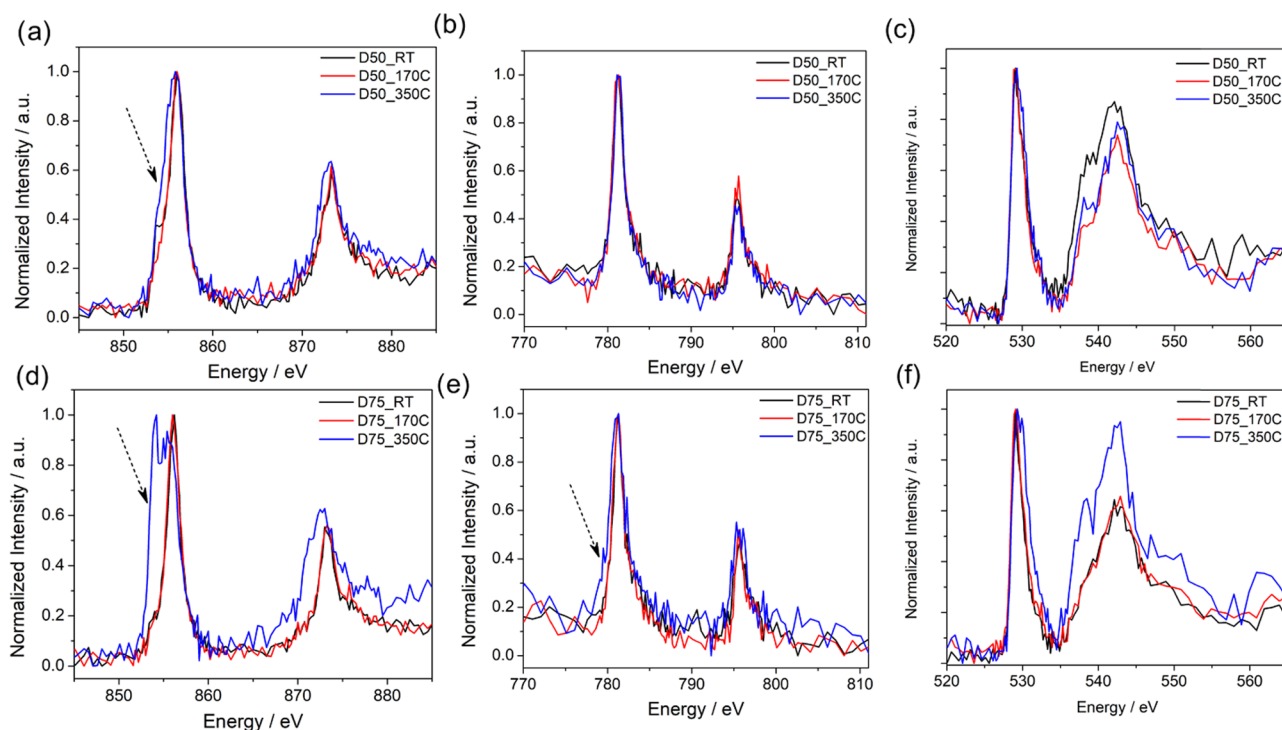 (a)
D50_RT
D50_170C
D50_350C
Normalized Intensity / a.u.
1.0
0.8
0.6
0.4
0.2
0.0
850 860 870 880
Energy / eV
(b)
D50_RT
D50_170C
D50_350C
Normalized Intensity / a.u.
1.0
0.8
0.6
0.4
0.2
0.0
770 780 790 800 810
Energy / eV
(c)
D50_RT
D50_170C
D50_350C
Normalized Intensity / a.u.
520 530 540 550 560
Energy / eV
(d)
D75_RT
D75_170C
D75_350C
Normalized Intensity / a.u.
1.0
0.8
0.6
0.4
0.2
0.0
850 860 870 880
Energy / eV
(e)
D75_RT
D75_170C
D75_350C
Normalized Intensity / a.u.
1.0
0.8
0.6
0.4
0.2
0.0
770 780 790 800 810
Energy / eV
(f)
D75_RT
D75_170C
D75_350C
Normalized Intensity / a.u.
520 530 540 550 560
Energy / eV